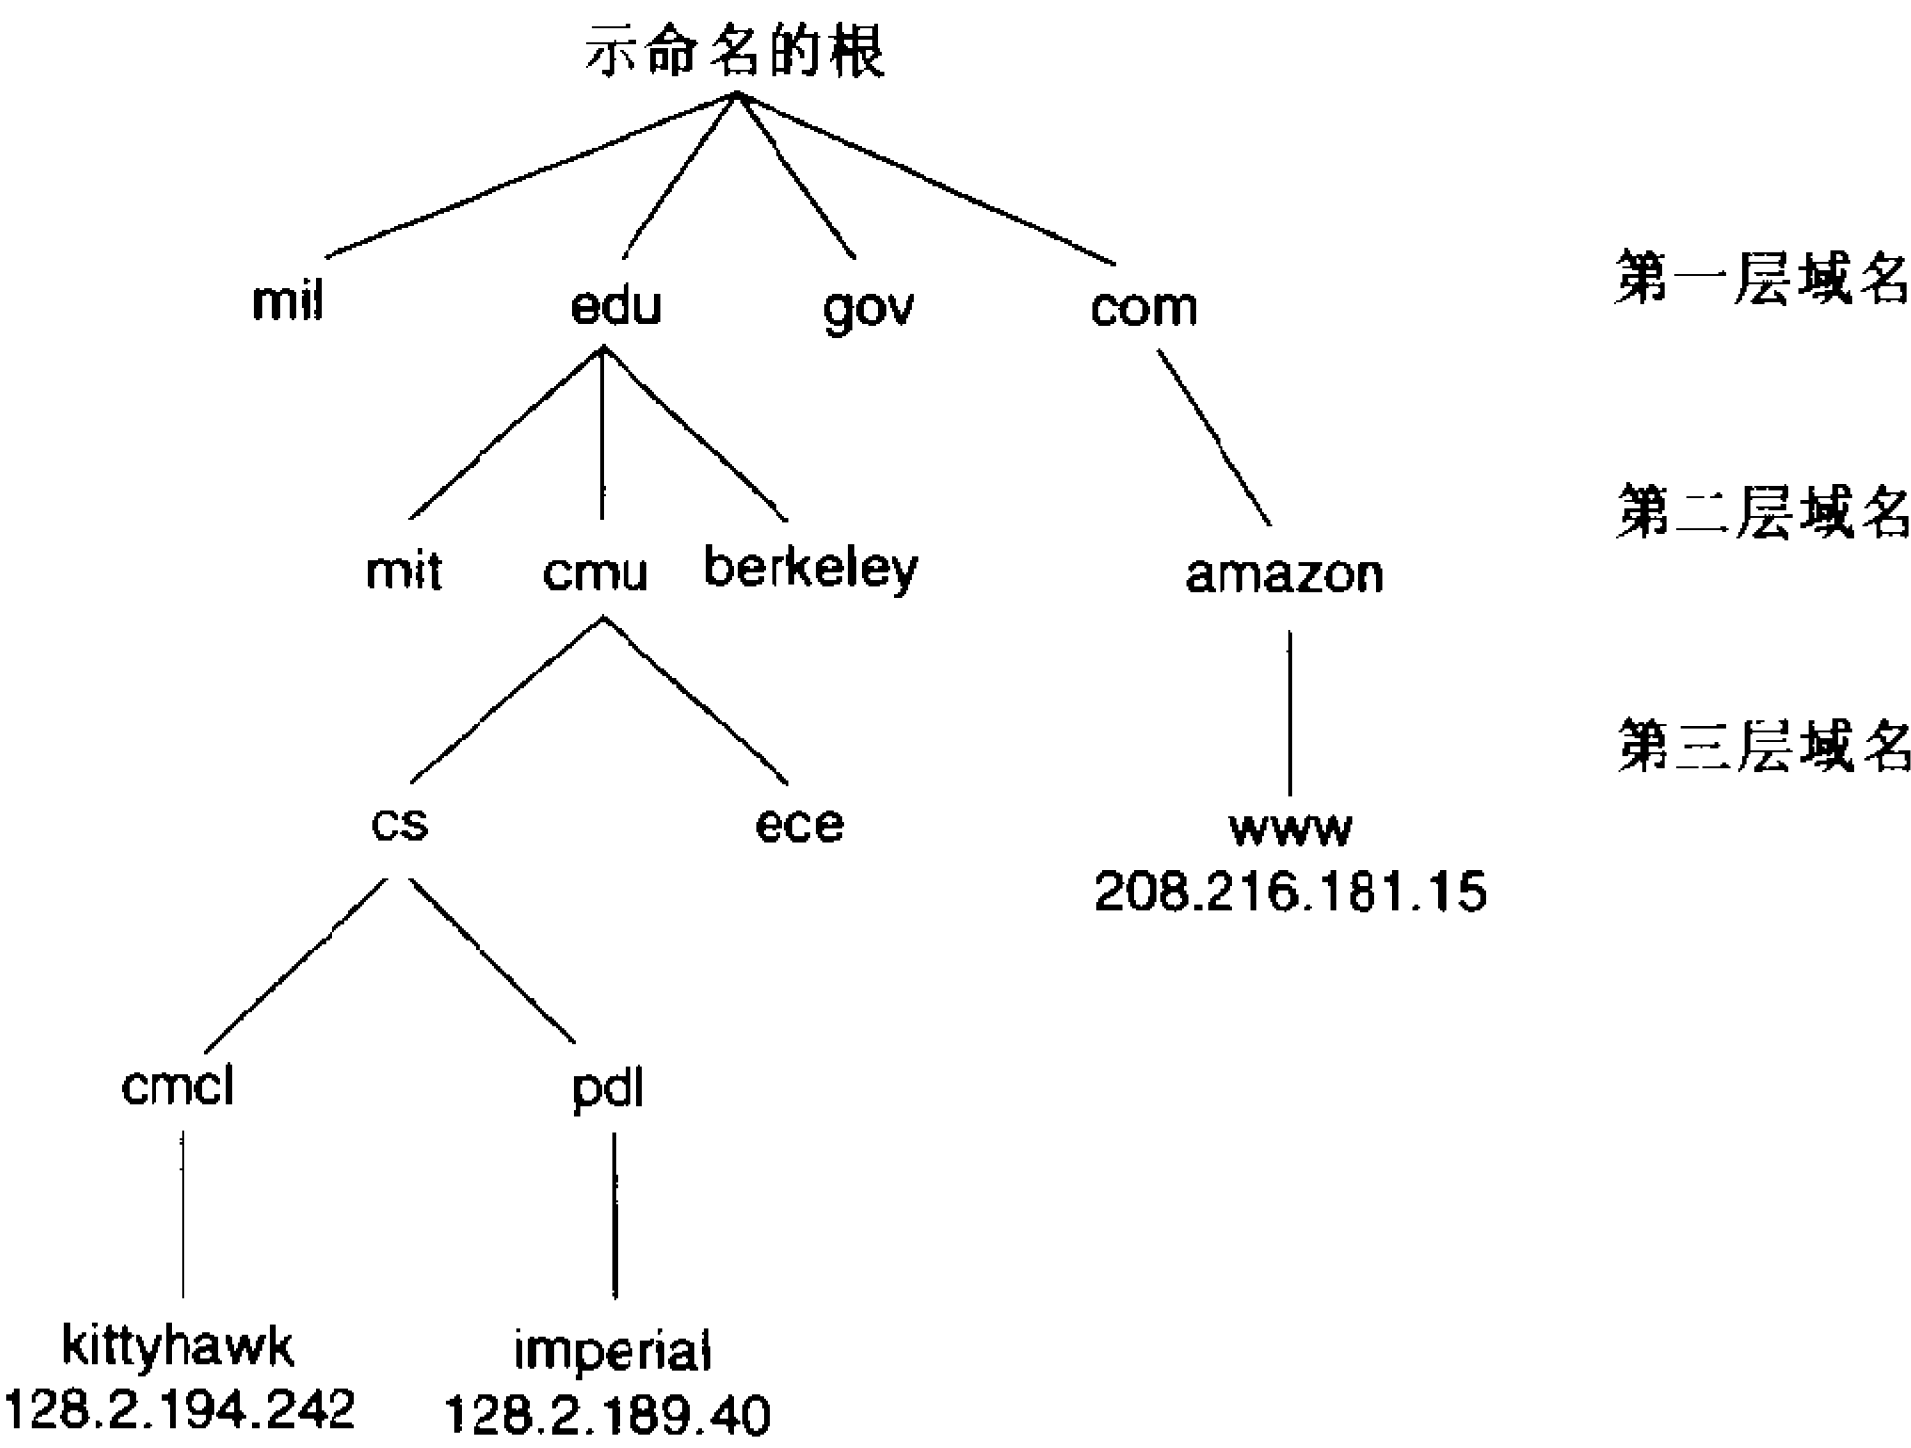 示命名的根
mil edu gov com 第一层域名
mit cmu berkeley amazon 第二层域名
cs ece www 第三层域名
208.216.181.15
cmcl pdl
kittyhawk imperial
128.2.194.242 128.2.189.40